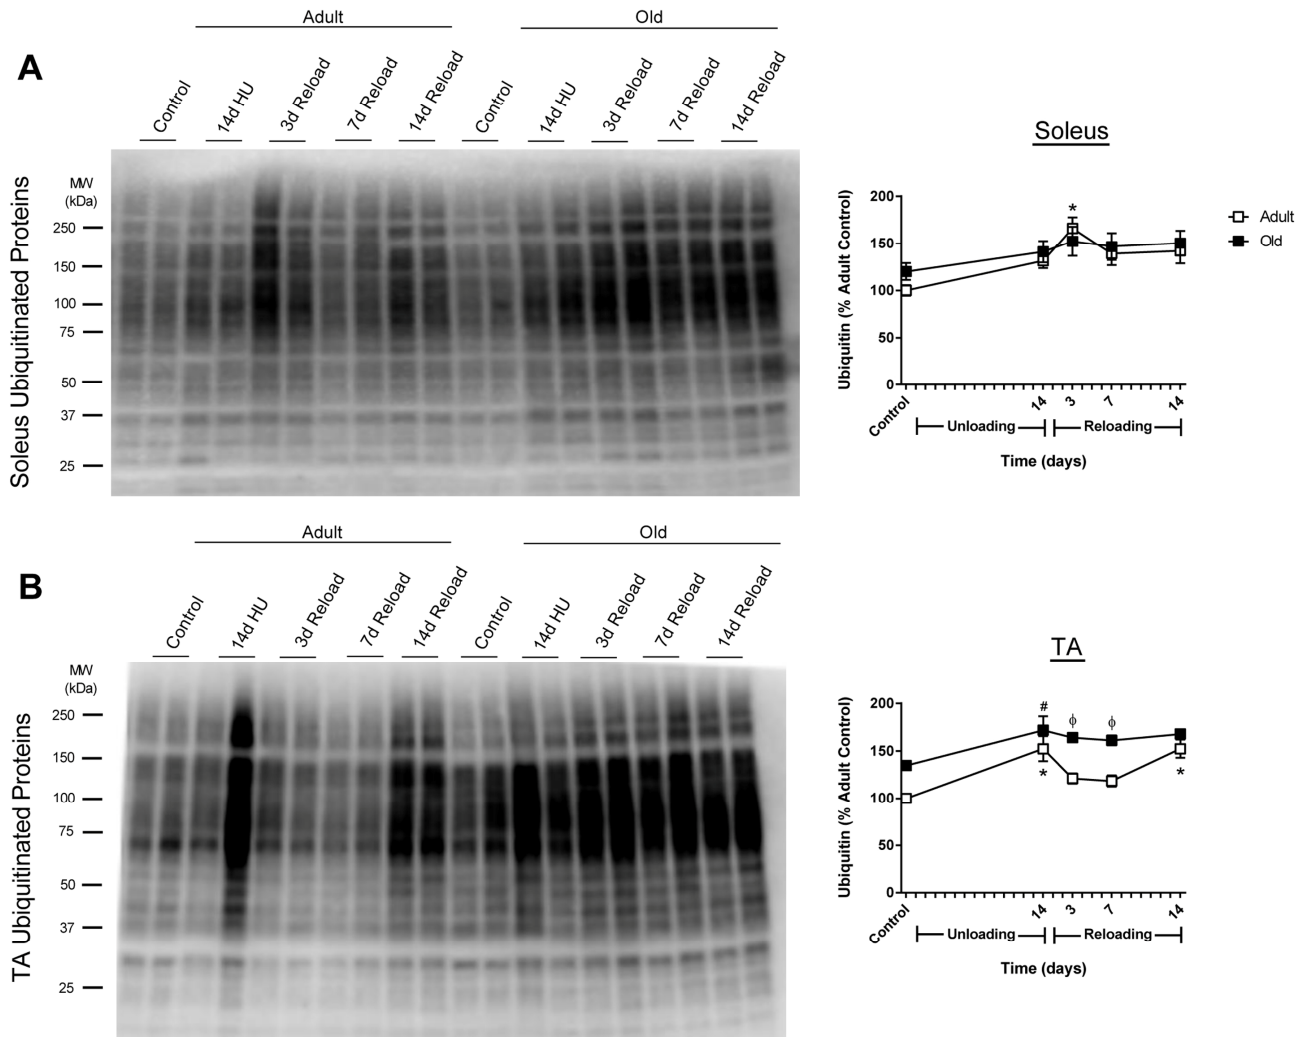 Adult
Old
A
Control
14d HU
3d Reload
7d Reload
14d Reload
Control
14d HU
3d Reload
7d Reload
14d Reload
Soleus Ubiquitinated Proteins
MW
(kDa)
250
150
100
75
50
37
25
Soleus
Ubiquitin (% Adult Control)
200
150
100
50
0
*
Adult
Old
Control
14
3
7
14
Unloading
Reloading
Time (days)
Adult
Old
B
Control
14d HU
3d Reload
7d Reload
14d Reload
Control
14d HU
3d Reload
7d Reload
14d Reload
TA Ubiquitinated Proteins
MW
(kDa)
250
150
100
75
50
37
25
TA
Ubiquitin (% Adult Control)
200
150
100
50
0
#
ϕ
ϕ
*
*
Control
14
3
7
14
Unloading
Reloading
Time (days)